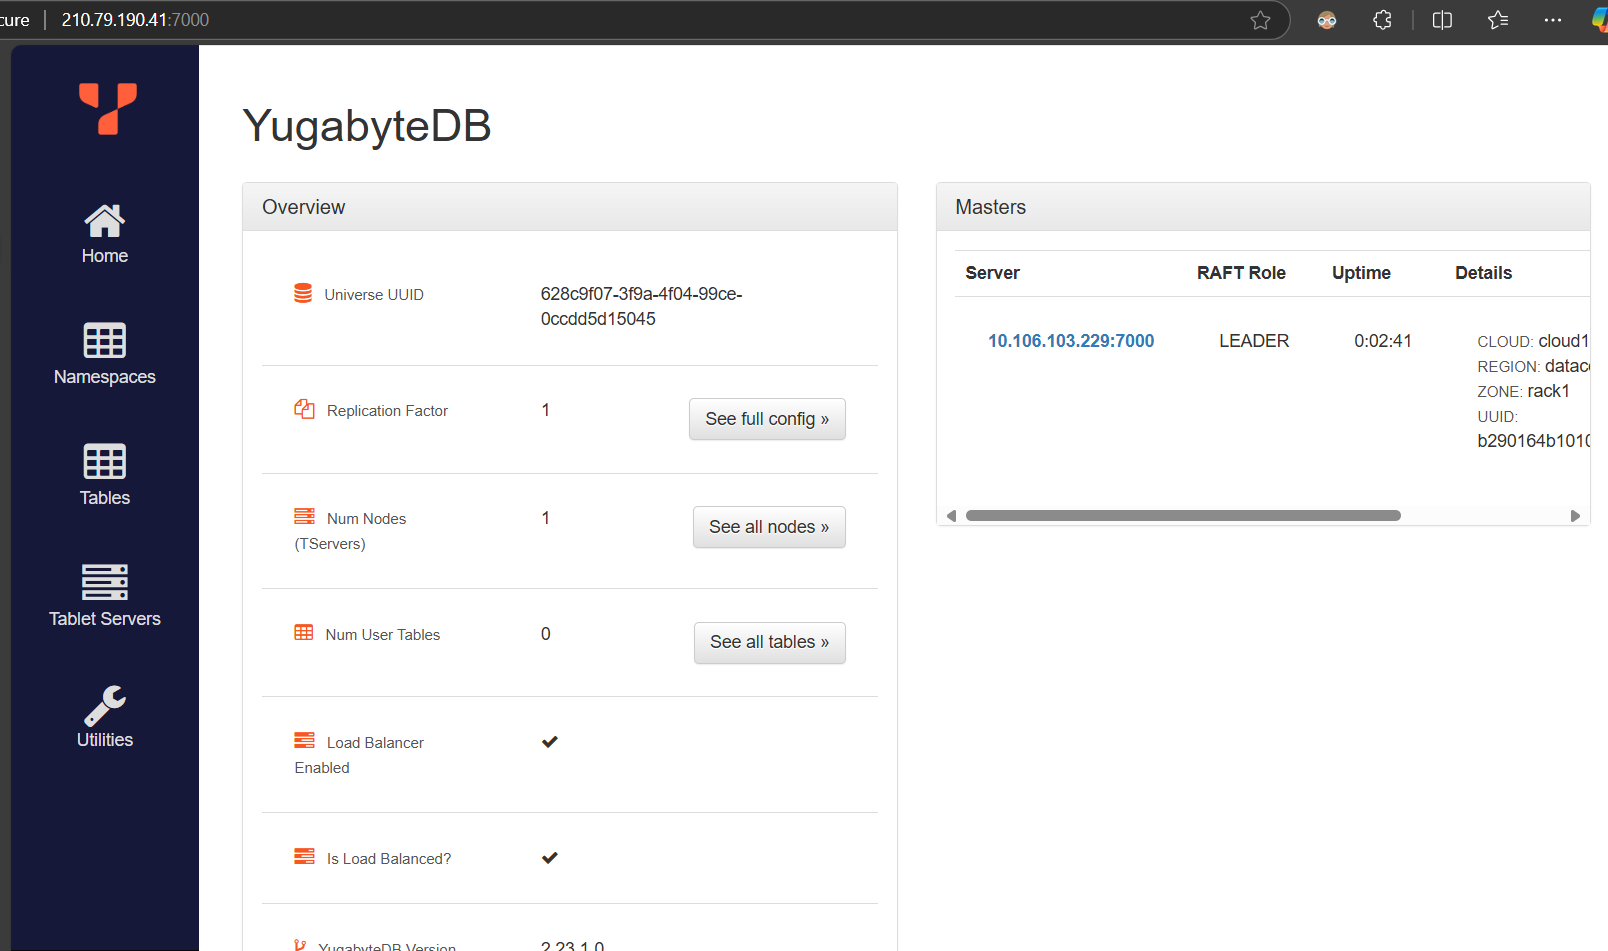 cure
210.79.190.41:7000
YugabyteDB
Home
Namespaces
Tables
Tablet Servers
Utilities
Overview
Universe UUID
628c9f07-3f9a-4f04-99ce-
0ccdd5d15045
Replication Factor
1
See full config »
Num Nodes
(TServers)
1
See all nodes »
Num User Tables
0
See all tables »
Load Balancer
Enabled
Is Load Balanced?
YugabyteDB Version
2.23.1.0
Masters
Server RAFT Role Uptime Details
10.106.103.229:7000 LEADER 0:02:41
CLOUD: cloud1
REGION: datac
ZONE: rack1
UUID:
b290164b101